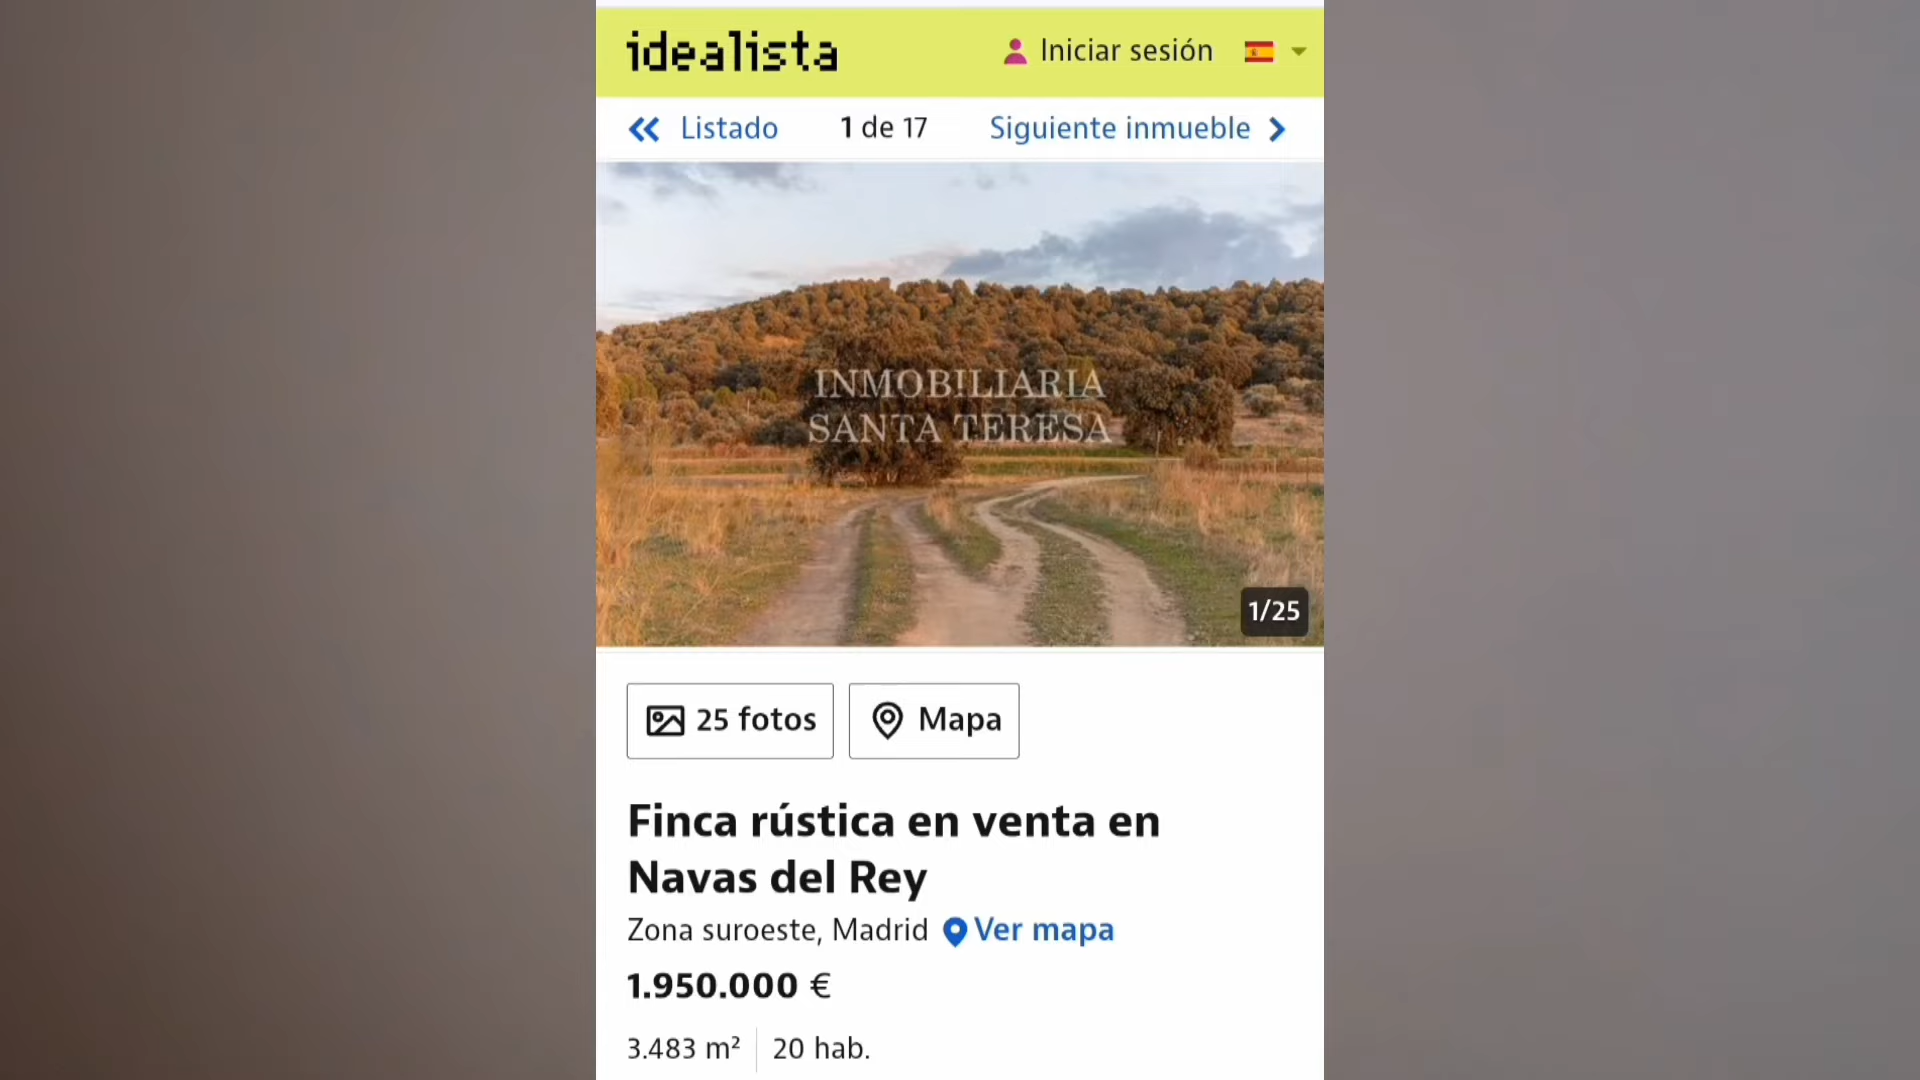 idealista
Iniciar sesión
Listado
1 de 17
Siguiente inmueble
INMOBILIARIA
SANTA TERESA
1/25
25 fotos
Mapa
Finca rústica en venta en
Navas del Rey
Zona suroeste, Madrid Ver mapa
1.950.000 €
3.483 m² 20 hab.